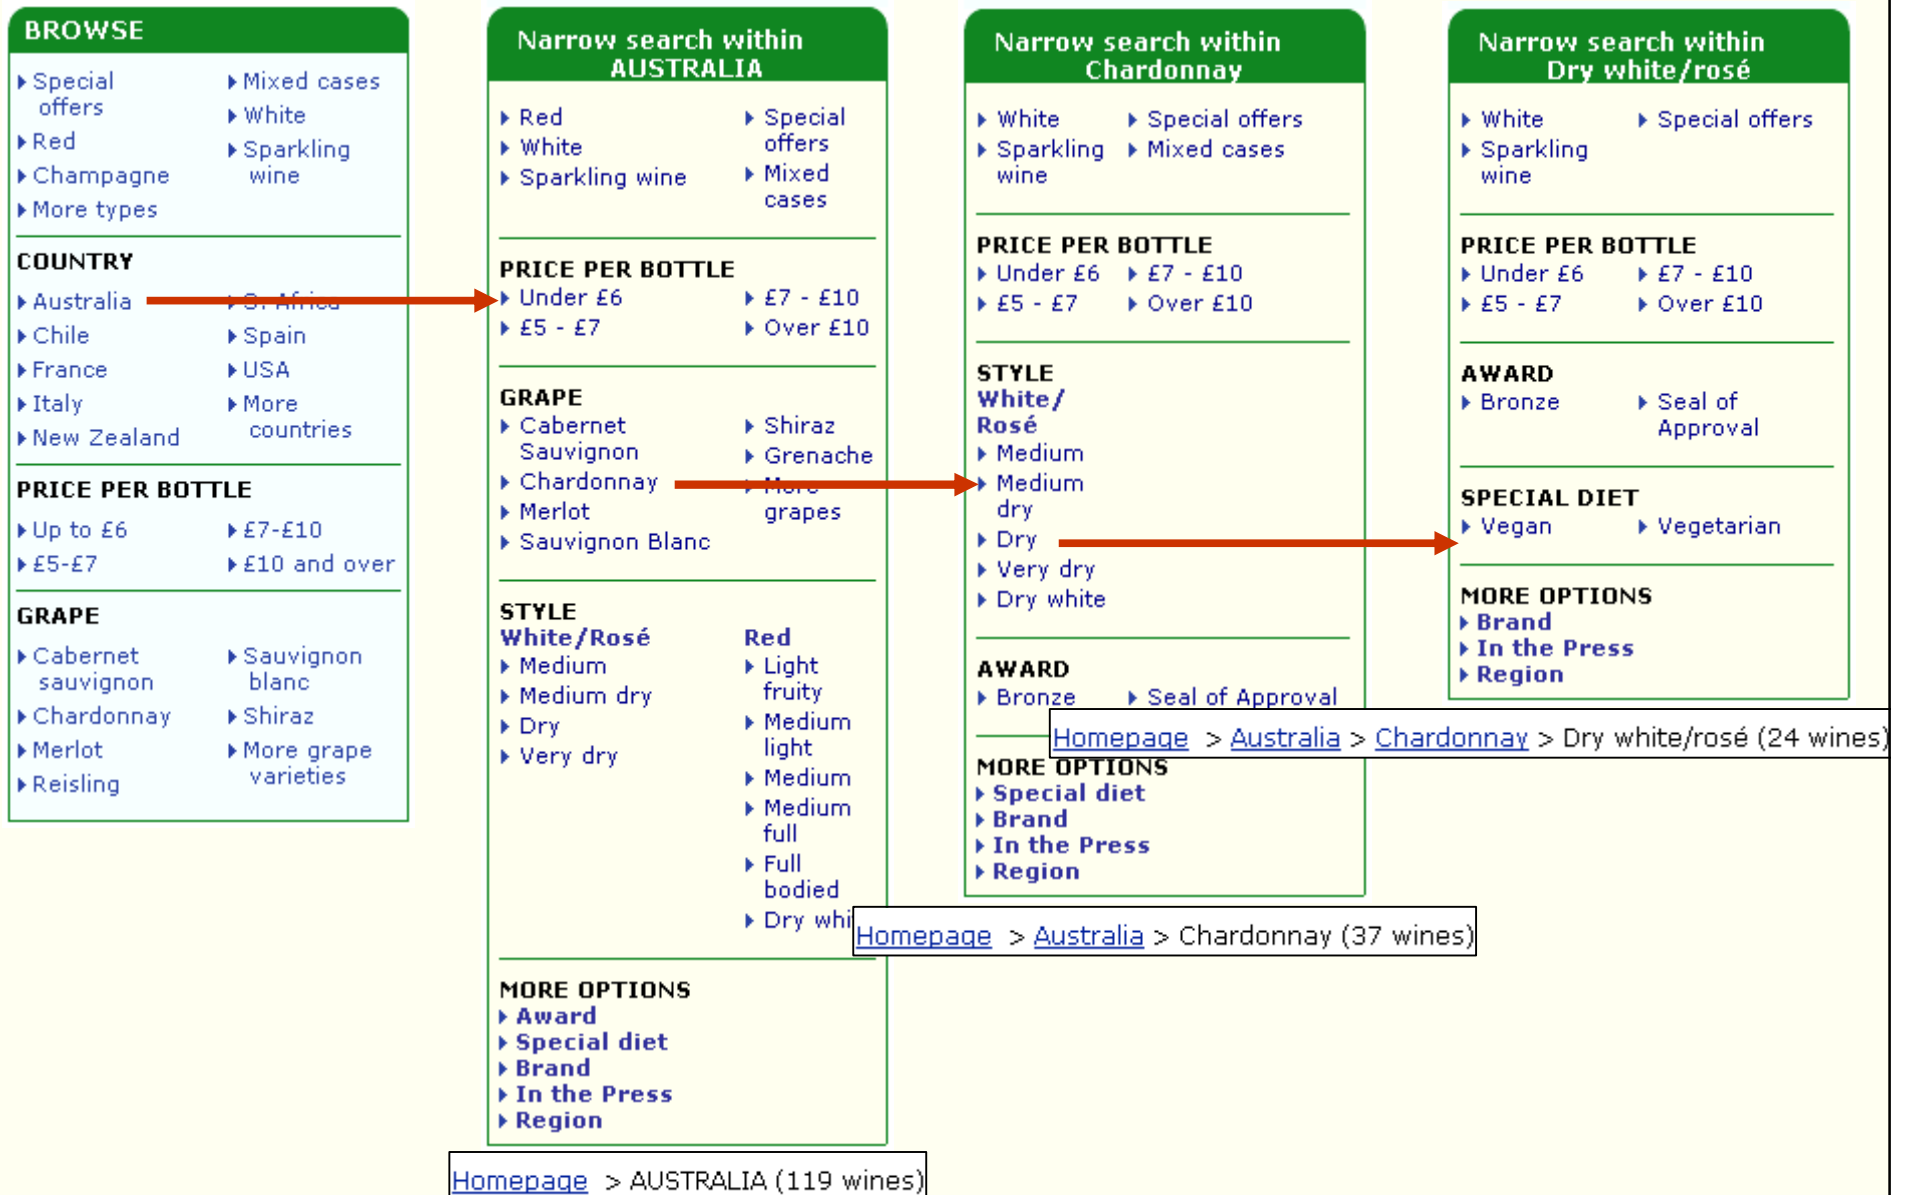 BROWSE
Special
offers
Red
Champagne
More types
Mixed cases
White
Sparkling
wine
COUNTRY
Australia
Chile
France
Italy
New Zealand
S. Africa
Spain
USA
More
countries
PRICE PER BOTTLE
Up to £6
£5-£7
£7-£10
£10 and over
GRAPE
Cabernet
sauvignon
Chardonnay
Merlot
Reisling
Sauvignon
blanc
Shiraz
More grape
varieties
Narrow search within
AUSTRALIA
Red
White
Sparkling wine
Special
offers
Mixed
cases
PRICE PER BOTTLE
Under £6
£5 - £7
£7 - £10
Over £10
GRAPE
Cabernet
Sauvignon
Chardonnay
Merlot
Sauvignon Blanc
Shiraz
Grenache
More
grapes
STYLE
White/Rosé
Medium
Medium dry
Dry
Very dry
Red
Light
fruity
Medium
light
Medium
Medium
full
Full
bodied
Dry whi
MORE OPTIONS
Award
Special diet
Brand
In the Press
Region
Homepage > AUSTRALIA (119 wines)
Narrow search within
Chardonnay
White
Sparkling
wine
Special offers
Mixed cases
PRICE PER BOTTLE
Under £6
£5 - £7
£7 - £10
Over £10
STYLE
White/
Rosé
Medium
Medium
dry
Dry
Very dry
Dry white
AWARD
Bronze
Seal of Approval
MORE OPTIONS
Special diet
Brand
In the Press
Region
Homepage > Australia > Chardonnay (37 wines)
Narrow search within
Dry white/rosé
White
Sparkling
wine
Special offers
PRICE PER BOTTLE
Under £6
£5 - £7
£7 - £10
Over £10
AWARD
Bronze
Seal of
Approval
SPECIAL DIET
Vegan
Vegetarian
MORE OPTIONS
Brand
In the Press
Region
Homepage > Australia > Chardonnay > Dry white/rosé (24 wines)